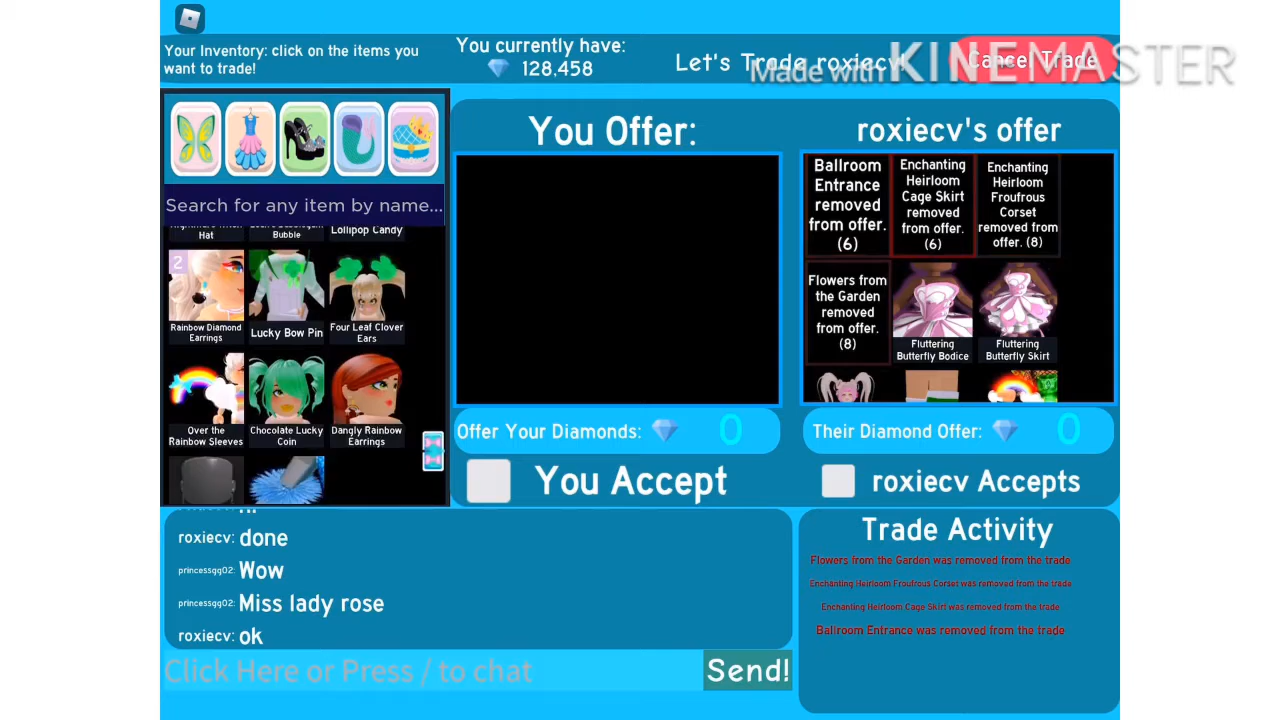 Your Inventory: click on the items you
want to trade!
You currently have:
128,458
Let's Trade roxiecv!
Cancel Trade
Made with KINEMASTER
You Offer:
roxiecv's offer
Search for any item by name...
Hat
Bubble
Lollipop Candy
2
Rainbow Diamond
Earrings
Lucky Bow Pin
Four Leaf Clover
Ears
Over the
Rainbow Sleeves
Chocolate Lucky
Coin
Dangly Rainbow
Earrings
Ballroom
Entrance
removed
from offer.
(6)
Enchanting
Heirloom
Cage Skirt
removed
from offer.
(6)
Enchanting
Heirloom
Froufrous
Corset
removed from
offer. (8)
Flowers from
the Garden
removed
from offer.
(8)
Fluttering
Butterfly Bodice
Fluttering
Butterfly Skirt
Offer Your Diamonds: 0
Their Diamond Offer: 0
You Accept
roxiecv Accepts
roxiecv: done
princessgg02: Wow
princessgg02: Miss lady rose
roxiecv: ok
Click Here or Press / to chat
Send!
Trade Activity
Flowers from the Garden was removed from the trade
Enchanting Heirloom Froufrous Corset was removed from the trade
Enchanting Heirloom Cage Skirt was removed from the trade
Ballroom Entrance was removed from the trade